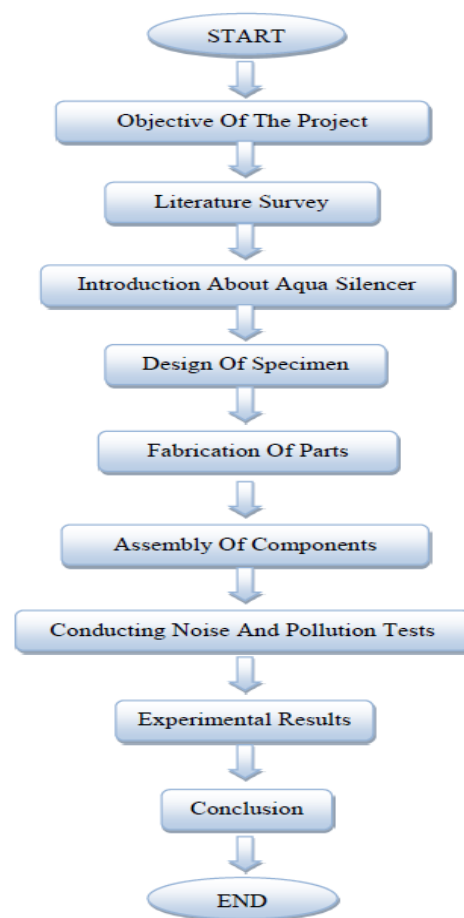 START
Objective Of The Project
Literature Survey
Introduction About Aqua Silencer
Design Of Specimen
Fabrication Of Parts
Assembly Of Components
Conducting Noise And Pollution Tests
Experimental Results
Conclusion
END